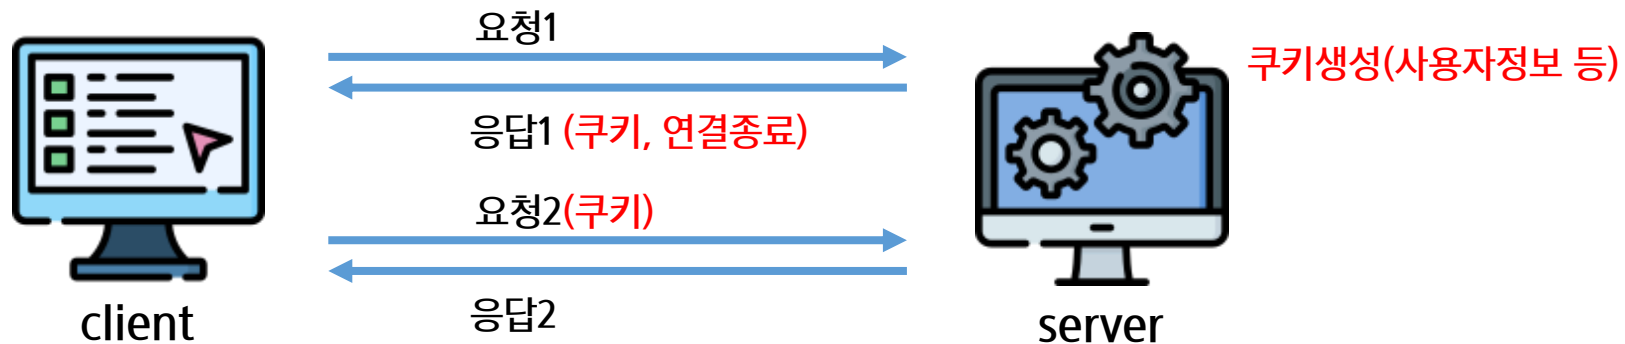 요청1
쿠키생성(사용자정보 등)
응답1 (쿠키, 연결종료)
요청2(쿠키)
응답2
client
server